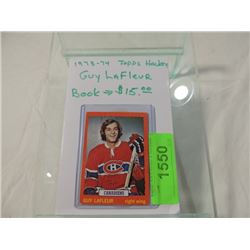 1973-74 Topps Hockey
Guy LaFleur
Book ⇒ $15.00
CANADIENS
GUY LAFLEUR right wing
1550